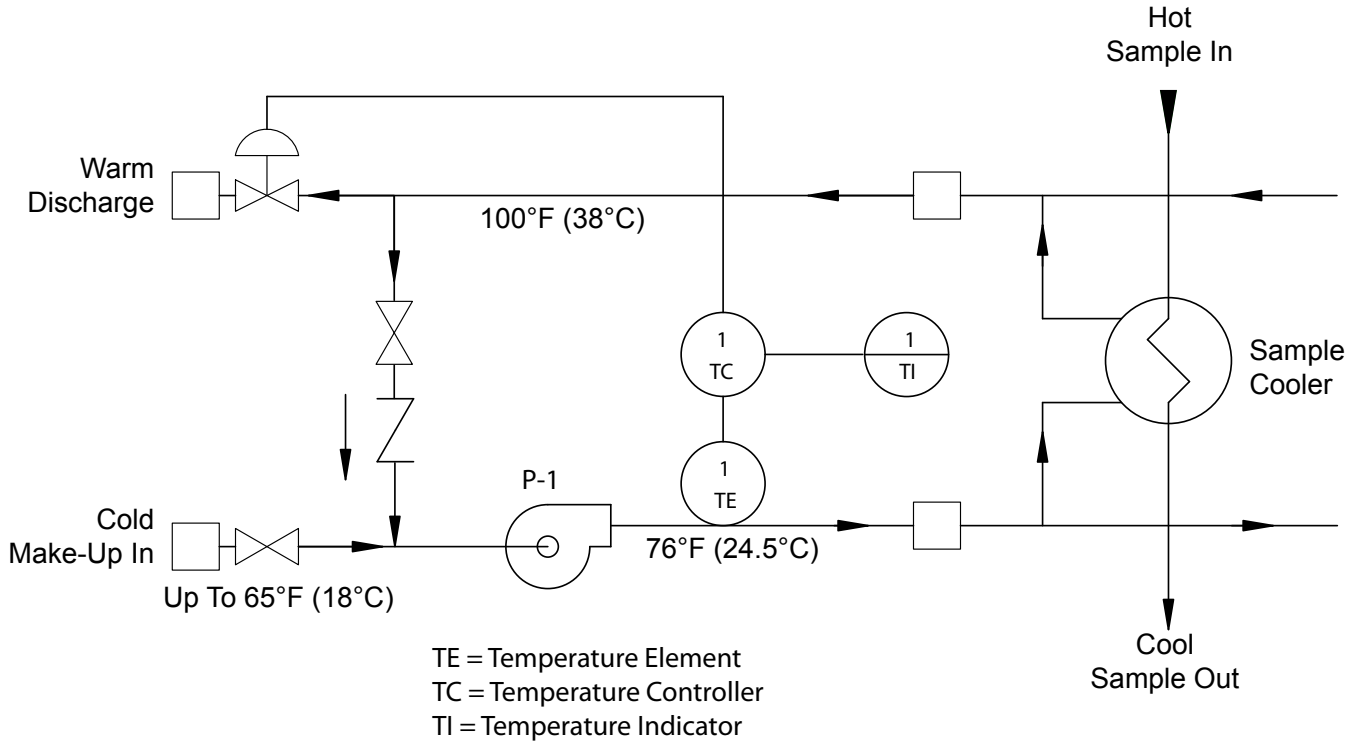 Hot
Sample In
Warm
Discharge
100°F (38°C)
1
TC
1
TI
Sample
Cooler
P-1
1
TE
Cold
Make-Up In
76°F (24.5°C)
Up To 65°F (18°C)
Cool
Sample Out
TE = Temperature Element
TC = Temperature Controller
TI = Temperature Indicator